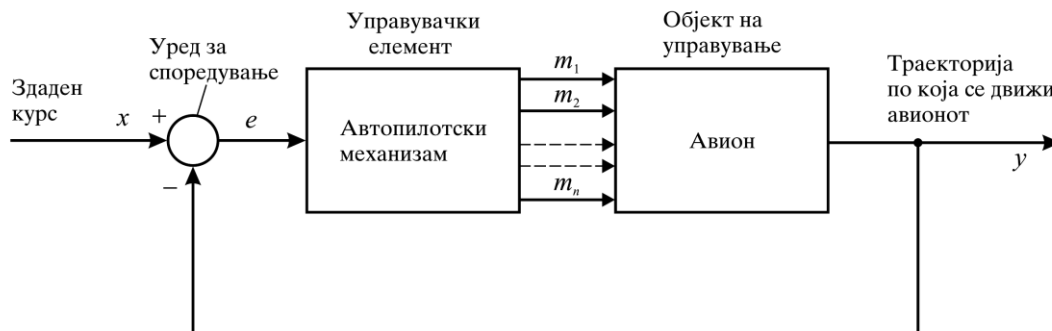 Здаден
курс
x
+
−
Уред за
споредување
e
Управувачки
елемент
Автопилотски
механизам
m₁
m₂
mₙ
Објект на
управување
Авион
Траекторија
по која се движи
авионот
y